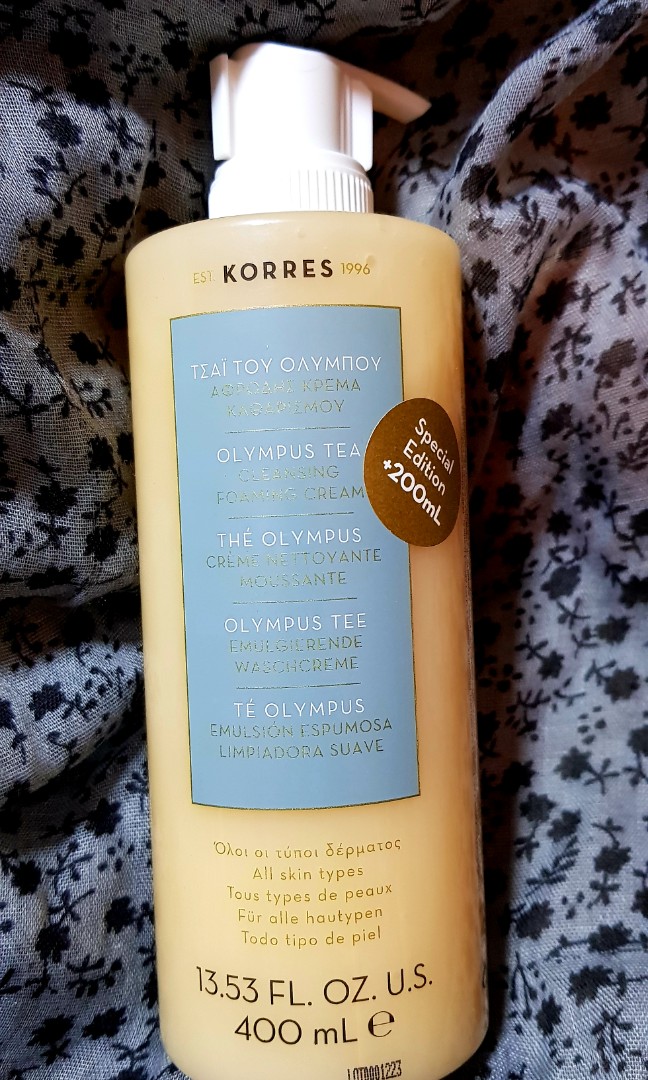 EST. KORRES 1996
ΤΣΑΪ ΤΟΥ ΟΛΥΜΠΟΥ
ΑΦΡΩΔΗΣ ΚΡΕΜΑ
ΚΑΘΑΡΙΣΜΟΥ
OLYMPUS TEA
CLEANSING
FOAMING CREAM
THÉ OLYMPUS
CRÈME NETTOYANTE
MOUSSANTE
OLYMPUS TEE
EMULGIERENDE
WASCHCREME
TÉ OLYMPUS
EMULSIÓN ESPUMOSA
LIMPIADORA SUAVE
Special
Edition
+200mL
Όλοι οι τύποι δέρματος
All skin types
Tous types de peaux
Für alle hautypen
Todo tipo de piel
13.53 FL. OZ. U.S.
400 mL ℮